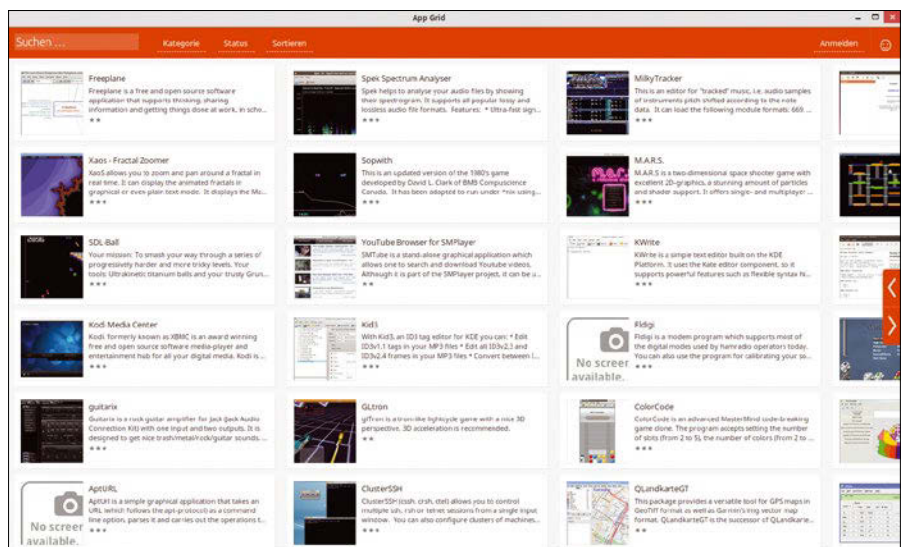 App Grid
Suchen ...
Kategorie
Status
Sortieren
Anmelden
Freeplane
Freeplane is a free and open source software
application that supports thinking, sharing
information and getting things done at work, in scho...
Spek Spectrum Analyser
Spek helps to analyse your audio files by showing
their spectrogram. It supports all popular lossy and
lossless audio file formats. Features: * Ultra-fast sign...
MilkyTracker
This is an editor for "tracked" music, i.e. audio samples
of instruments pitch shifted according to the note
data. It can load the following module formats: 669, ...
Xaos - Fractal Zoomer
XaoS allows you to zoom and pan around a fractal in
real time. It can display the animated fractals in
graphical or even plain text mode. It displays the Ma...
Sopwith
This is an updated version of the 1980's game
developed by David L. Clark of BMB Compuscience
Canada. It has been adapted to run under *nix using...
M.A.R.S.
M.A.R.S is a two-dimensional space shooter game with
excellent 2D-graphics, a stunning amount of particles
and shader support. It offers single- and multiplayer ...
SDL-Ball
Your mission: To smash your way through a series of
progressively harder and more tricky levels. Your
tools: Ultrakinetic titanium balls and your trusty Grun...
YouTube Browser for SMPlayer
SMTube is a stand-alone graphical application which
allows one to search and download Youtube videos.
Although it is part of the SMPlayer project, it can be u...
KWrite
KWrite is a simple text editor built on the KDE
Platform. It uses the Kate editor component, so it
supports powerful features such as flexible syntax h...
Kodi Media Center
Kodi, formerly known as XBMC is an award winning
free and open source software media-player and
entertainment hub for all your digital media. Kodi is ...
Kid3
With Kid3, an ID3 tag editor for KDE you can: * Edit
ID3v1.1 tags in your MP3 files * Edit all ID3v2.3 and
ID3v2.4 frames in your MP3 files * Convert between I...
No screer
available.
Fldigi
Fldigi is a modem program which supports most of
the digital modes used by hamradio operators today.
You can also use the program for calibrating your so...
guitarix
Guitarix is a rock guitar amplifier for Jack (Jack Audio
Connection Kit) with one input and two outputs. It is
designed to get nice trash/metal/rock/guitar sounds. ...
GLtron
glTron is a tron-like lightcycle game with a nice 3D
perspective. 3D acceleration is recommended.
ColorCode
ColorCode is an advanced MasterMind code-breaking
game clone. The program accepts setting the number
of slots (from 2 to 5), the number of colors (from 2 to ...
No screer
available.
AptURL
AptUrl is a simple graphical application that takes an
URL (which follows the apt-protocol) as a command
line option, parses it and carries out the operations t...
ClusterSSH
ClusterSSH (cssh, crsh, ctel) allows you to control
multiple ssh, rsh or telnet sessions from a single input
window. You can also configure clusters of machines...
QLandkarteGT
This package provides a versatile tool for GPS maps in
GeoTiff format as well as Garmin's img vector map
format. QLandkarteGT is the successor of QLandkarte...